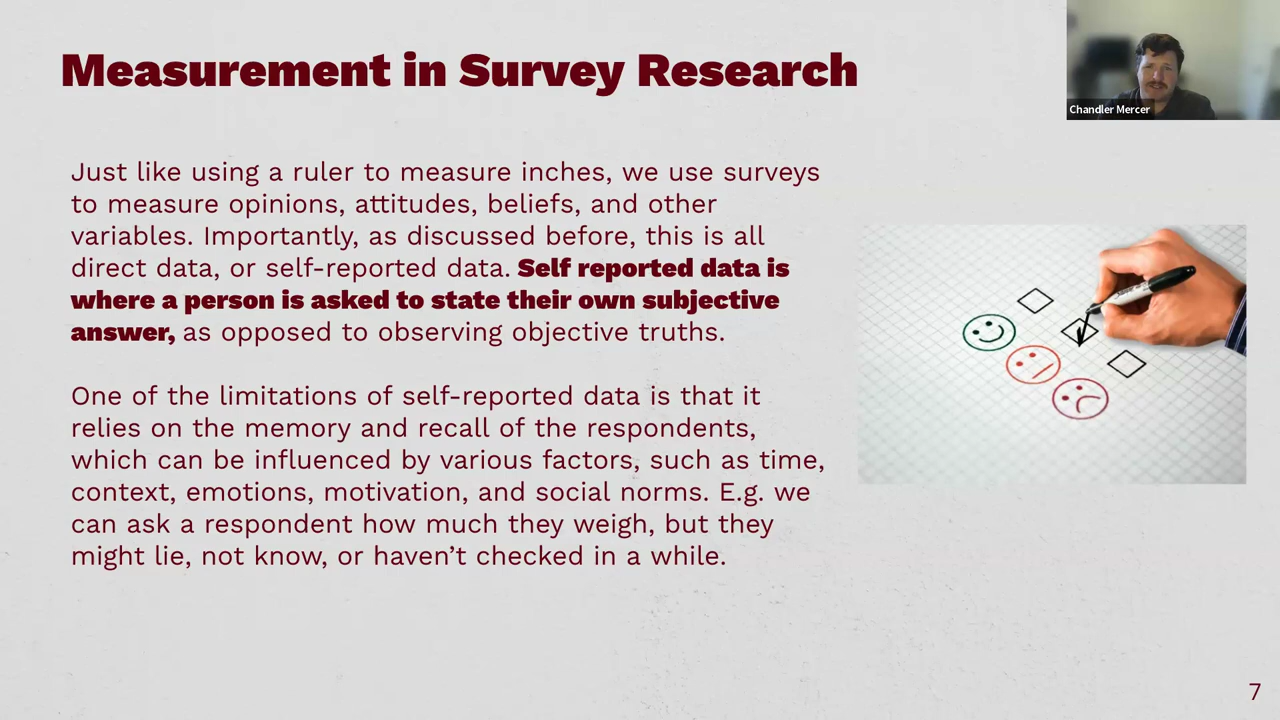 Measurement in Survey Research
Chandler Mercer
Just like using a ruler to measure inches, we use surveys
to measure opinions, attitudes, beliefs, and other
variables. Importantly, as discussed before, this is all
direct data, or self-reported data. Self reported data is
where a person is asked to state their own subjective
answer, as opposed to observing objective truths.
One of the limitations of self-reported data is that it
relies on the memory and recall of the respondents,
which can be influenced by various factors, such as time,
context, emotions, motivation, and social norms. E.g. we
can ask a respondent how much they weigh, but they
might lie, not know, or haven’t checked in a while.
7